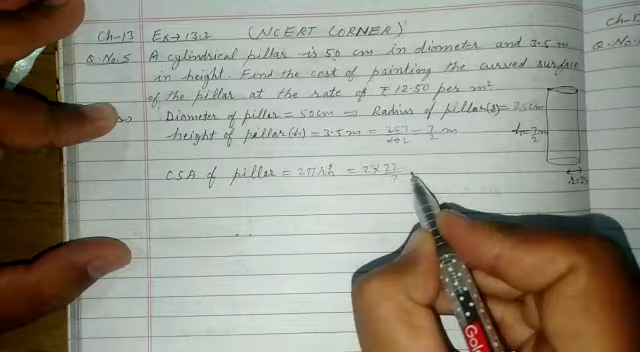 Ch-13 Ex→13.2 (NCERT CORNER)
Q.No.5 A cylindrical pillar is 50 cm in diameter and 3.5 m
in height. Find the cost of painting the curved surface
of the pillar at the rate of ₹ 12.50 per m²
Diameter of pillar = 50cm ⇒ Radius of pillar(r) = 25cm
height of pillar (h) = 3.5m = 35/10 = 7/2 m
h = 7/2 m
CSA of pillar = 2πrh = 2 × 22/7
Ch-1
Q.No.